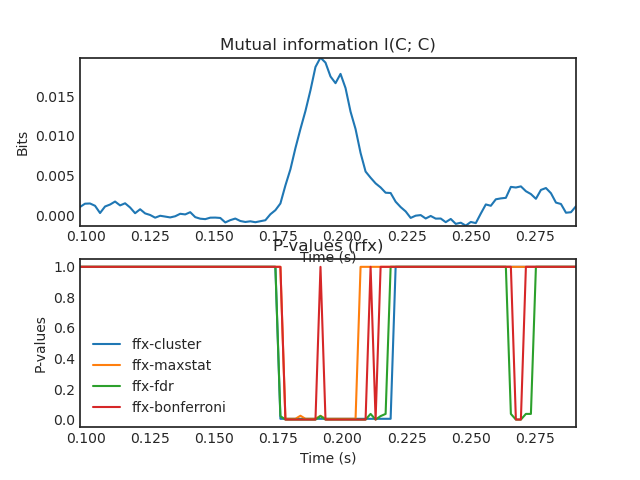 Mutual information I(C; C)
Bits
0.015
0.010
0.005
0.000
0.100 0.125 0.150 0.175 0.200 0.225 0.250 0.275
Time (s)
P-values (rfx)
P-values
1.0
0.8
0.6
0.4
0.2
0.0
ffx-cluster
ffx-maxstat
ffx-fdr
ffx-bonferroni
0.100 0.125 0.150 0.175 0.200 0.225 0.250 0.275
Time (s)